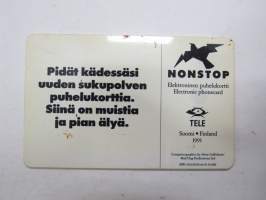 Pidät kädessäsi
uuden sukupolven
puhelukorttia.
Siinä on muistia
ja pian älyä.
NONSTOP
Elektroninen puhelukortti
Electronic phonecard
TELE
Suomi • Finland
1991